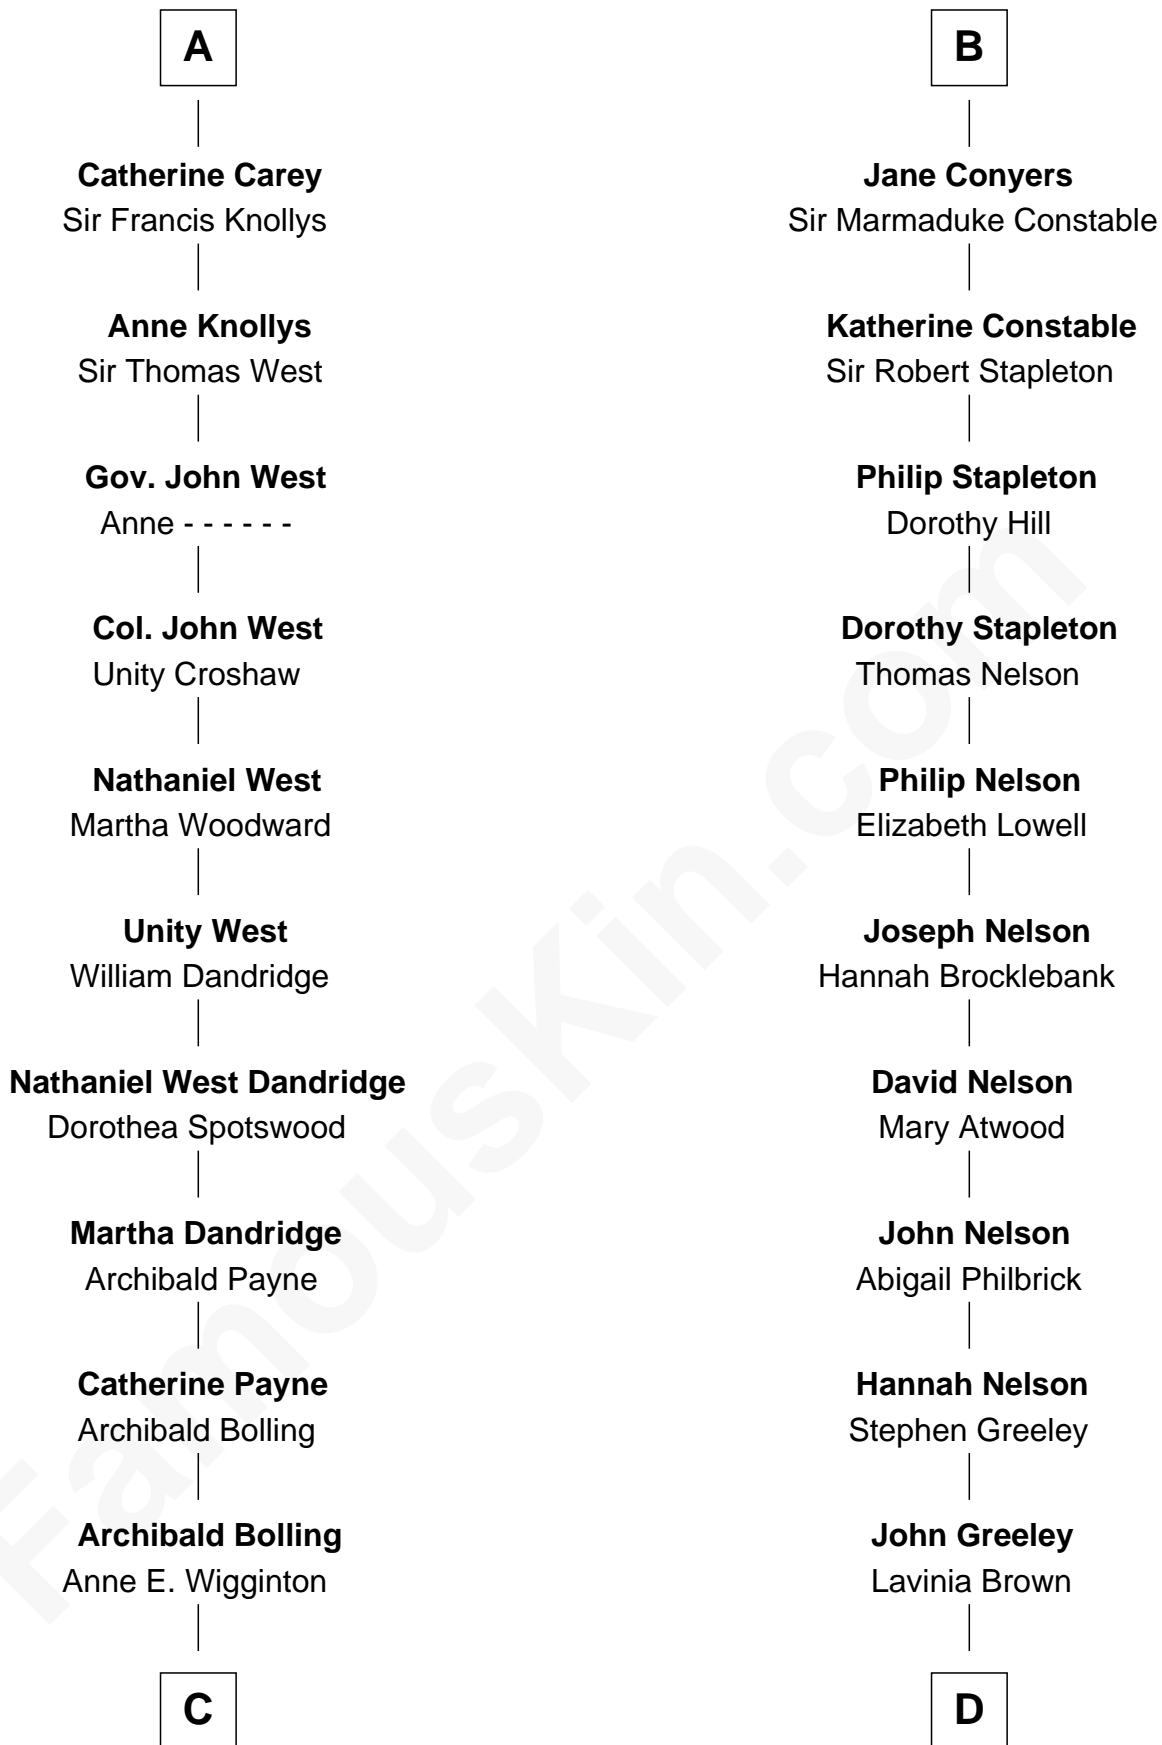 A
Catherine Carey
Sir Francis Knollys
Anne Knollys
Sir Thomas West
Gov. John West
Anne - - - - - -
Col. John West
Unity Croshaw
Nathaniel West
Martha Woodward
Unity West
William Dandridge
Nathaniel West Dandridge
Dorothea Spotswood
Martha Dandridge
Archibald Payne
Catherine Payne
Archibald Bolling
Archibald Bolling
Anne E. Wigginton
C
B
Jane Conyers
Sir Marmaduke Constable
Katherine Constable
Sir Robert Stapleton
Philip Stapleton
Dorothy Hill
Dorothy Stapleton
Thomas Nelson
Philip Nelson
Elizabeth Lowell
Joseph Nelson
Hannah Brocklebank
David Nelson
Mary Atwood
John Nelson
Abigail Philbrick
Hannah Nelson
Stephen Greeley
John Greeley
Lavinia Brown
D
FamousKin.com